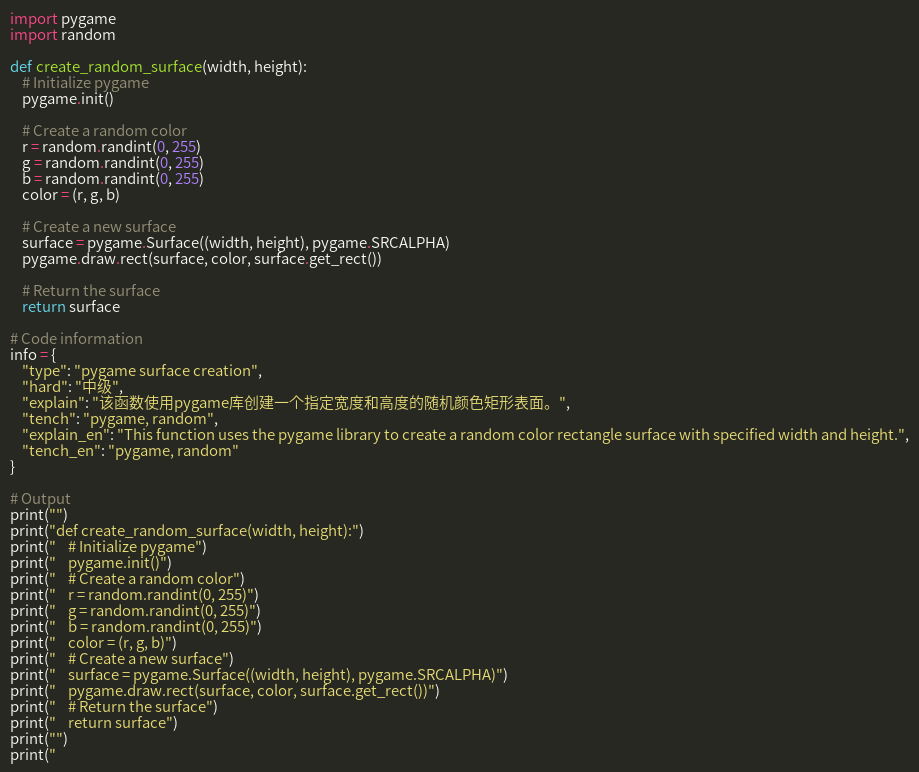 import pygame
import random
def create_random_surface(width, height):
# Initialize pygame
pygame.init()
# Create a random color
r = random.randint(0, 255)
g = random.randint(0, 255)
b = random.randint(0, 255)
color = (r, g, b)
# Create a new surface
surface = pygame.Surface((width, height), pygame.SRCALPHA)
pygame.draw.rect(surface, color, surface.get_rect())
# Return the surface
return surface
# Code information
info = {
"type": "pygame surface creation",
"hard": "中级",
"explain": "该函数使用pygame库创建一个指定宽度和高度的随机颜色矩形表面。",
"tench": "pygame, random",
"explain_en": "This function uses the pygame library to create a random color rectangle surface with specified width and height.",
"tench_en": "pygame, random"
}
# Output
print("")
print("def create_random_surface(width, height):")
print("    # Initialize pygame")
print("    pygame.init()")
print("    # Create a random color")
print("    r = random.randint(0, 255)")
print("    g = random.randint(0, 255)")
print("    b = random.randint(0, 255)")
print("    color = (r, g, b)")
print("    # Create a new surface")
print("    surface = pygame.Surface((width, height), pygame.SRCALPHA)")
print("    pygame.draw.rect(surface, color, surface.get_rect())")
print("    # Return the surface")
print("    return surface")
print("")
print("